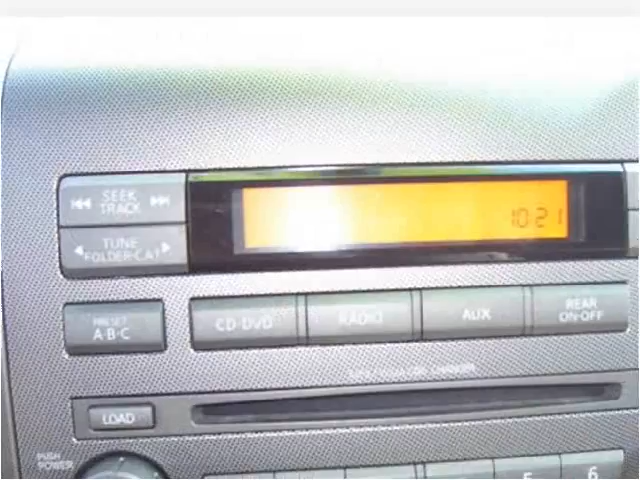 SEEK
TRACK
10:21
TUNE
FOLDER·CAT
PRESET
A·B·C
CD·DVD
RADIO
AUX
REAR
ON·OFF
CHANGER
LOAD
PUSH
POWER
5
6